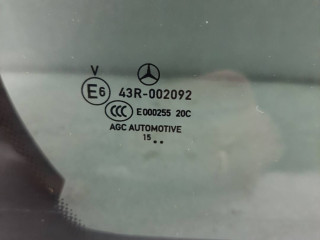 V
E6 43R-002092
CCC E000255 20C
AGC AUTOMOTIVE
15 ..